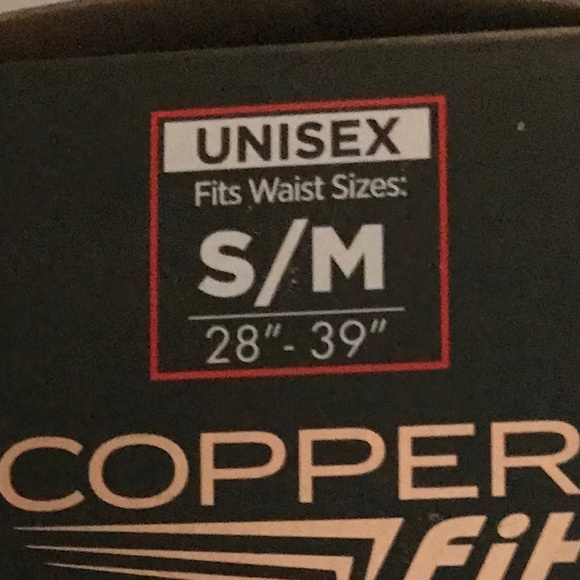 UNISEX
Fits Waist Sizes:
S/M
28"- 39"
COPPER
fit